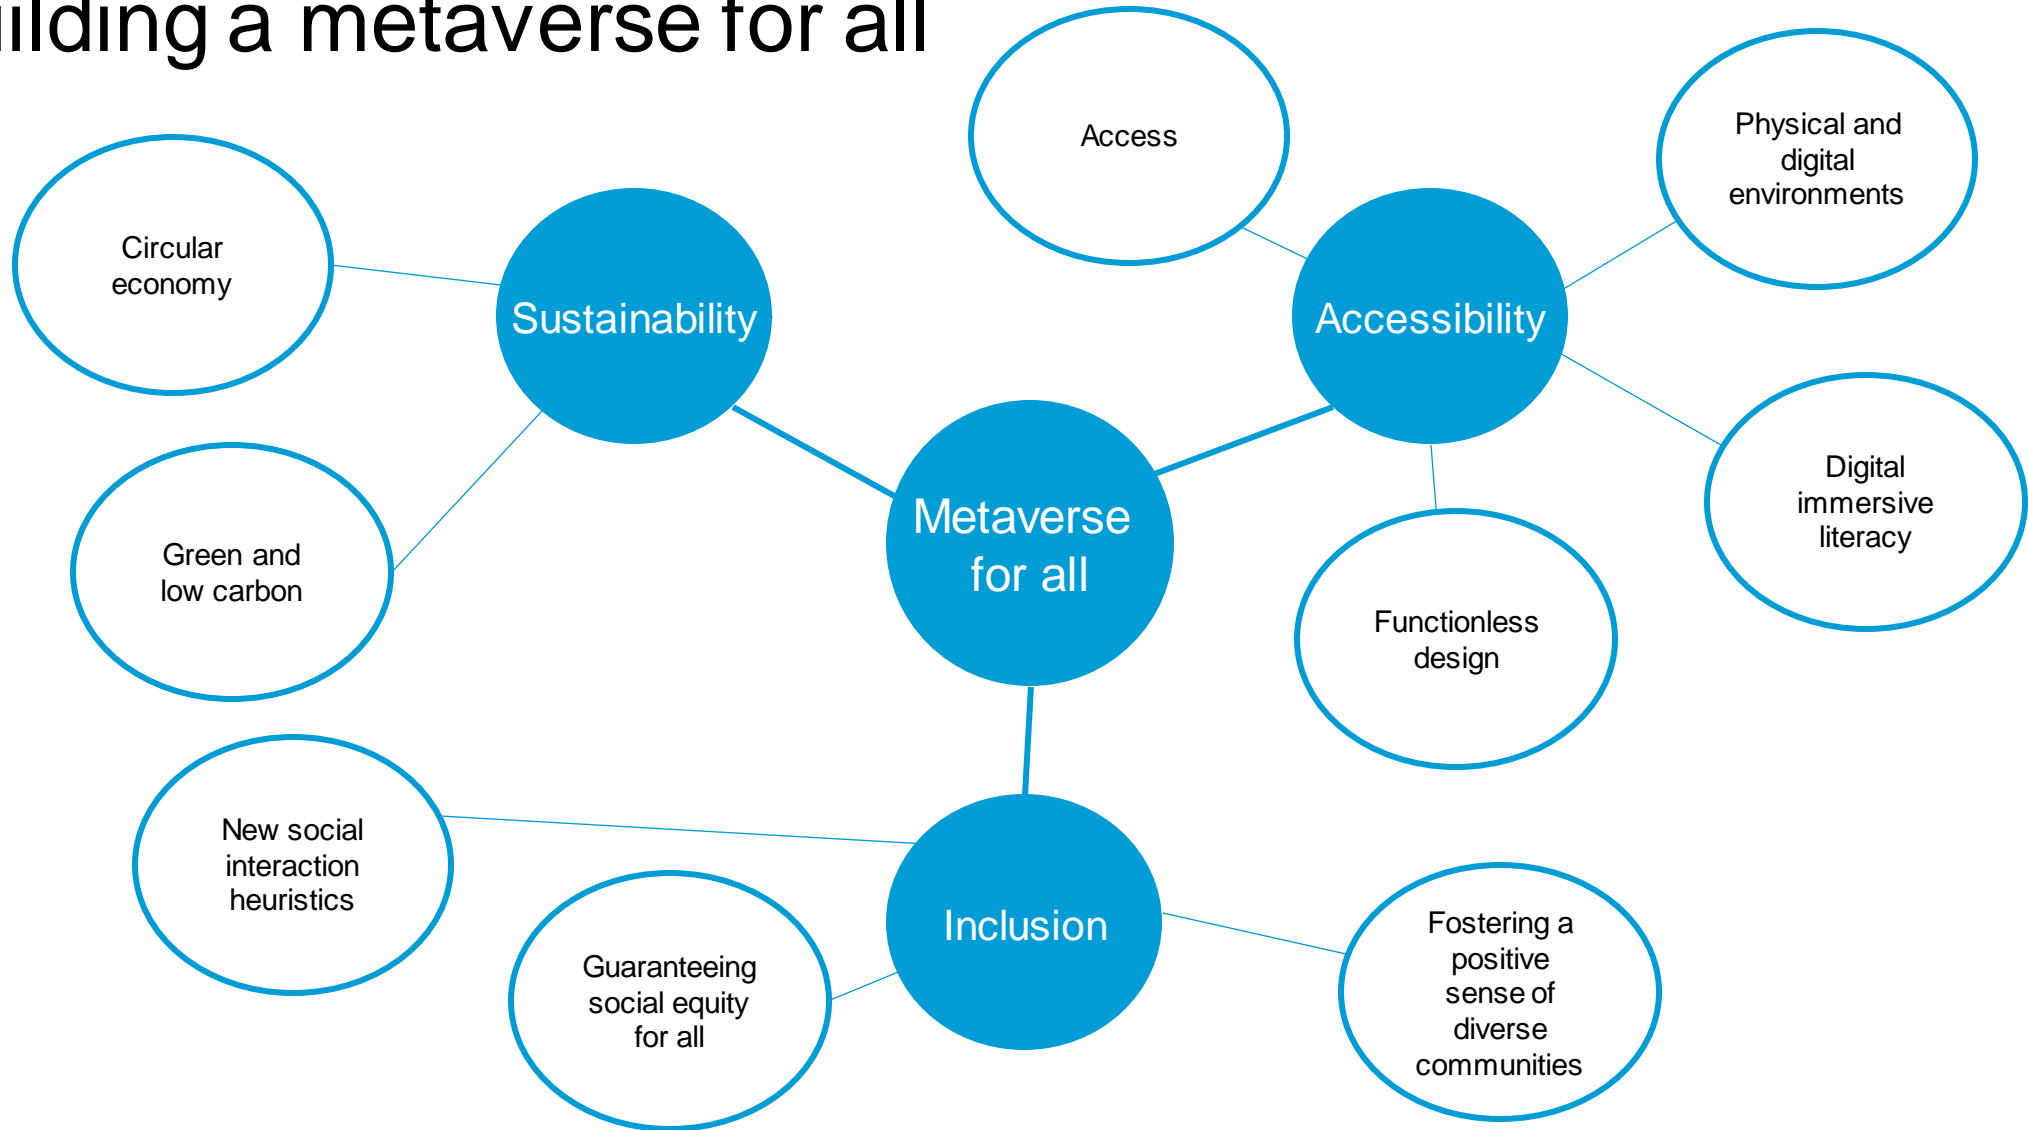 ilding a metaverse for all
Access
Physical and
digital
environments
Circular
economy
Sustainability
Accessibility
Metaverse
for all
Digital
immersive
literacy
Green and
low carbon
Functionless
design
New social
interaction
heuristics
Inclusion
Guaranteeing
social equity
for all
Fostering a
positive
sense of
diverse
communities